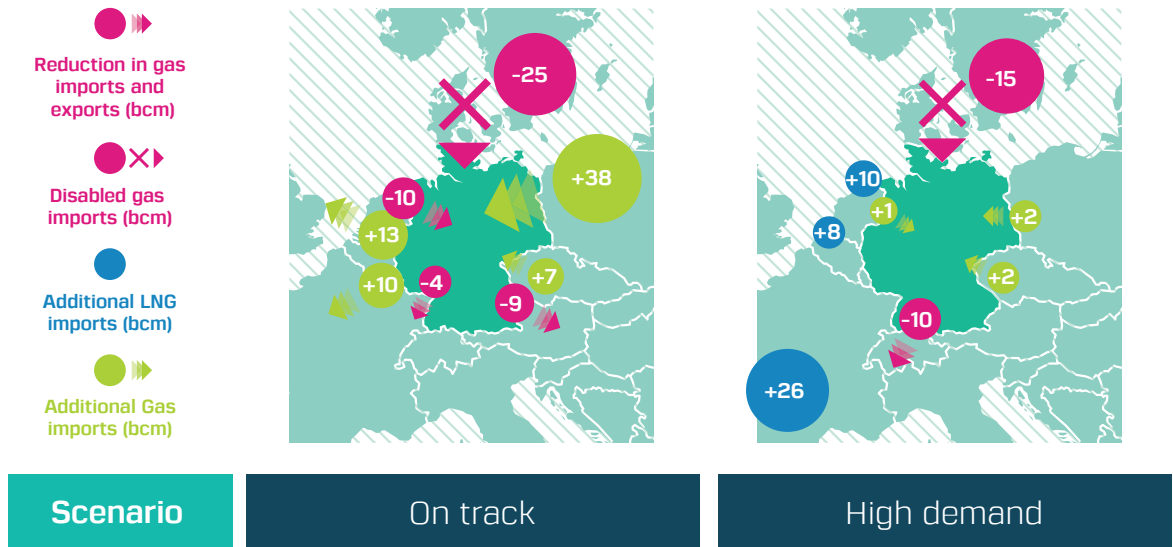 Reduction in gas
imports and
exports (bcm)
Disabled gas
imports (bcm)
Additional LNG
imports (bcm)
Additional Gas
imports (bcm)
-25
+38
-10
+13
+10
-4
+7
-9
-15
+10
+1
+8
+2
+2
-10
+26
Scenario
On track
High demand